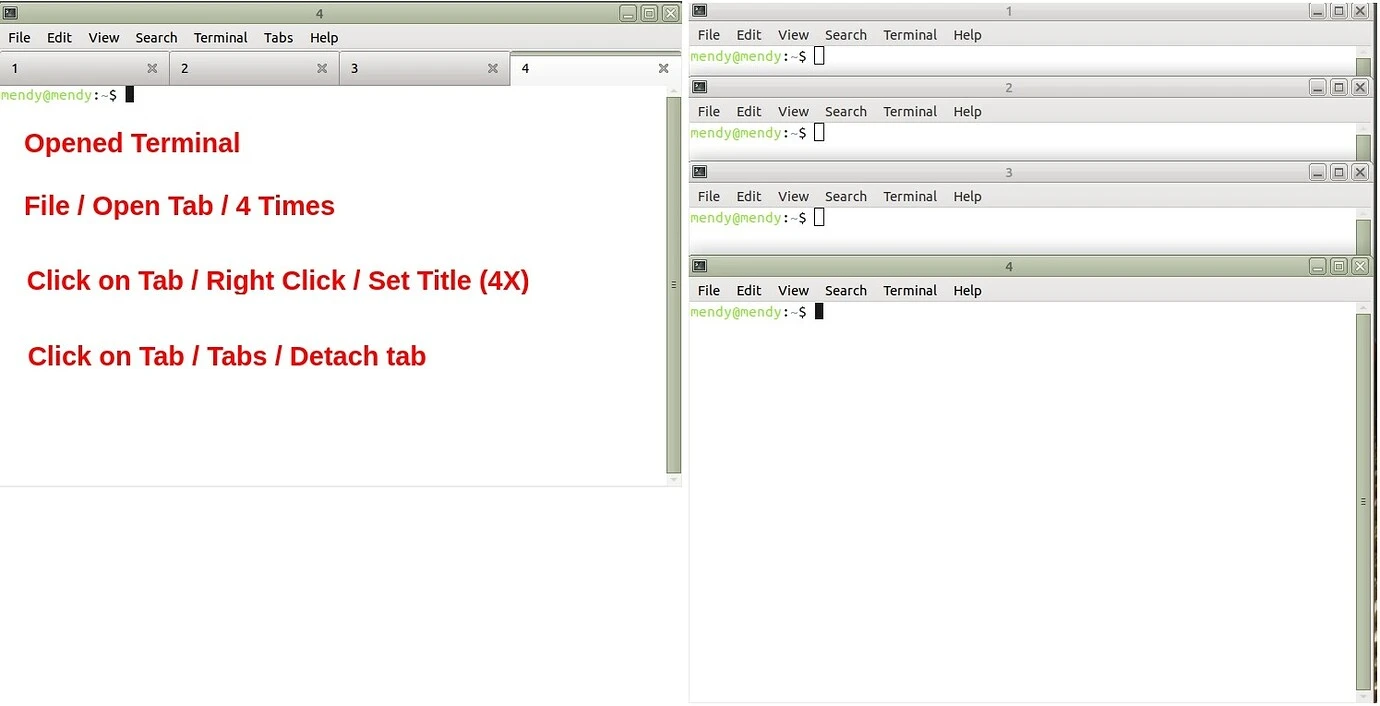 4
File Edit View Search Terminal Tabs Help
1 2 3 4
mendy@mendy:~$
Opened Terminal
File / Open Tab / 4 Times
Click on Tab / Right Click / Set Title (4X)
Click on Tab / Tabs / Detach tab
1
File Edit View Search Terminal Help
mendy@mendy:~$
2
File Edit View Search Terminal Help
mendy@mendy:~$
3
File Edit View Search Terminal Help
mendy@mendy:~$
4
File Edit View Search Terminal Help
mendy@mendy:~$